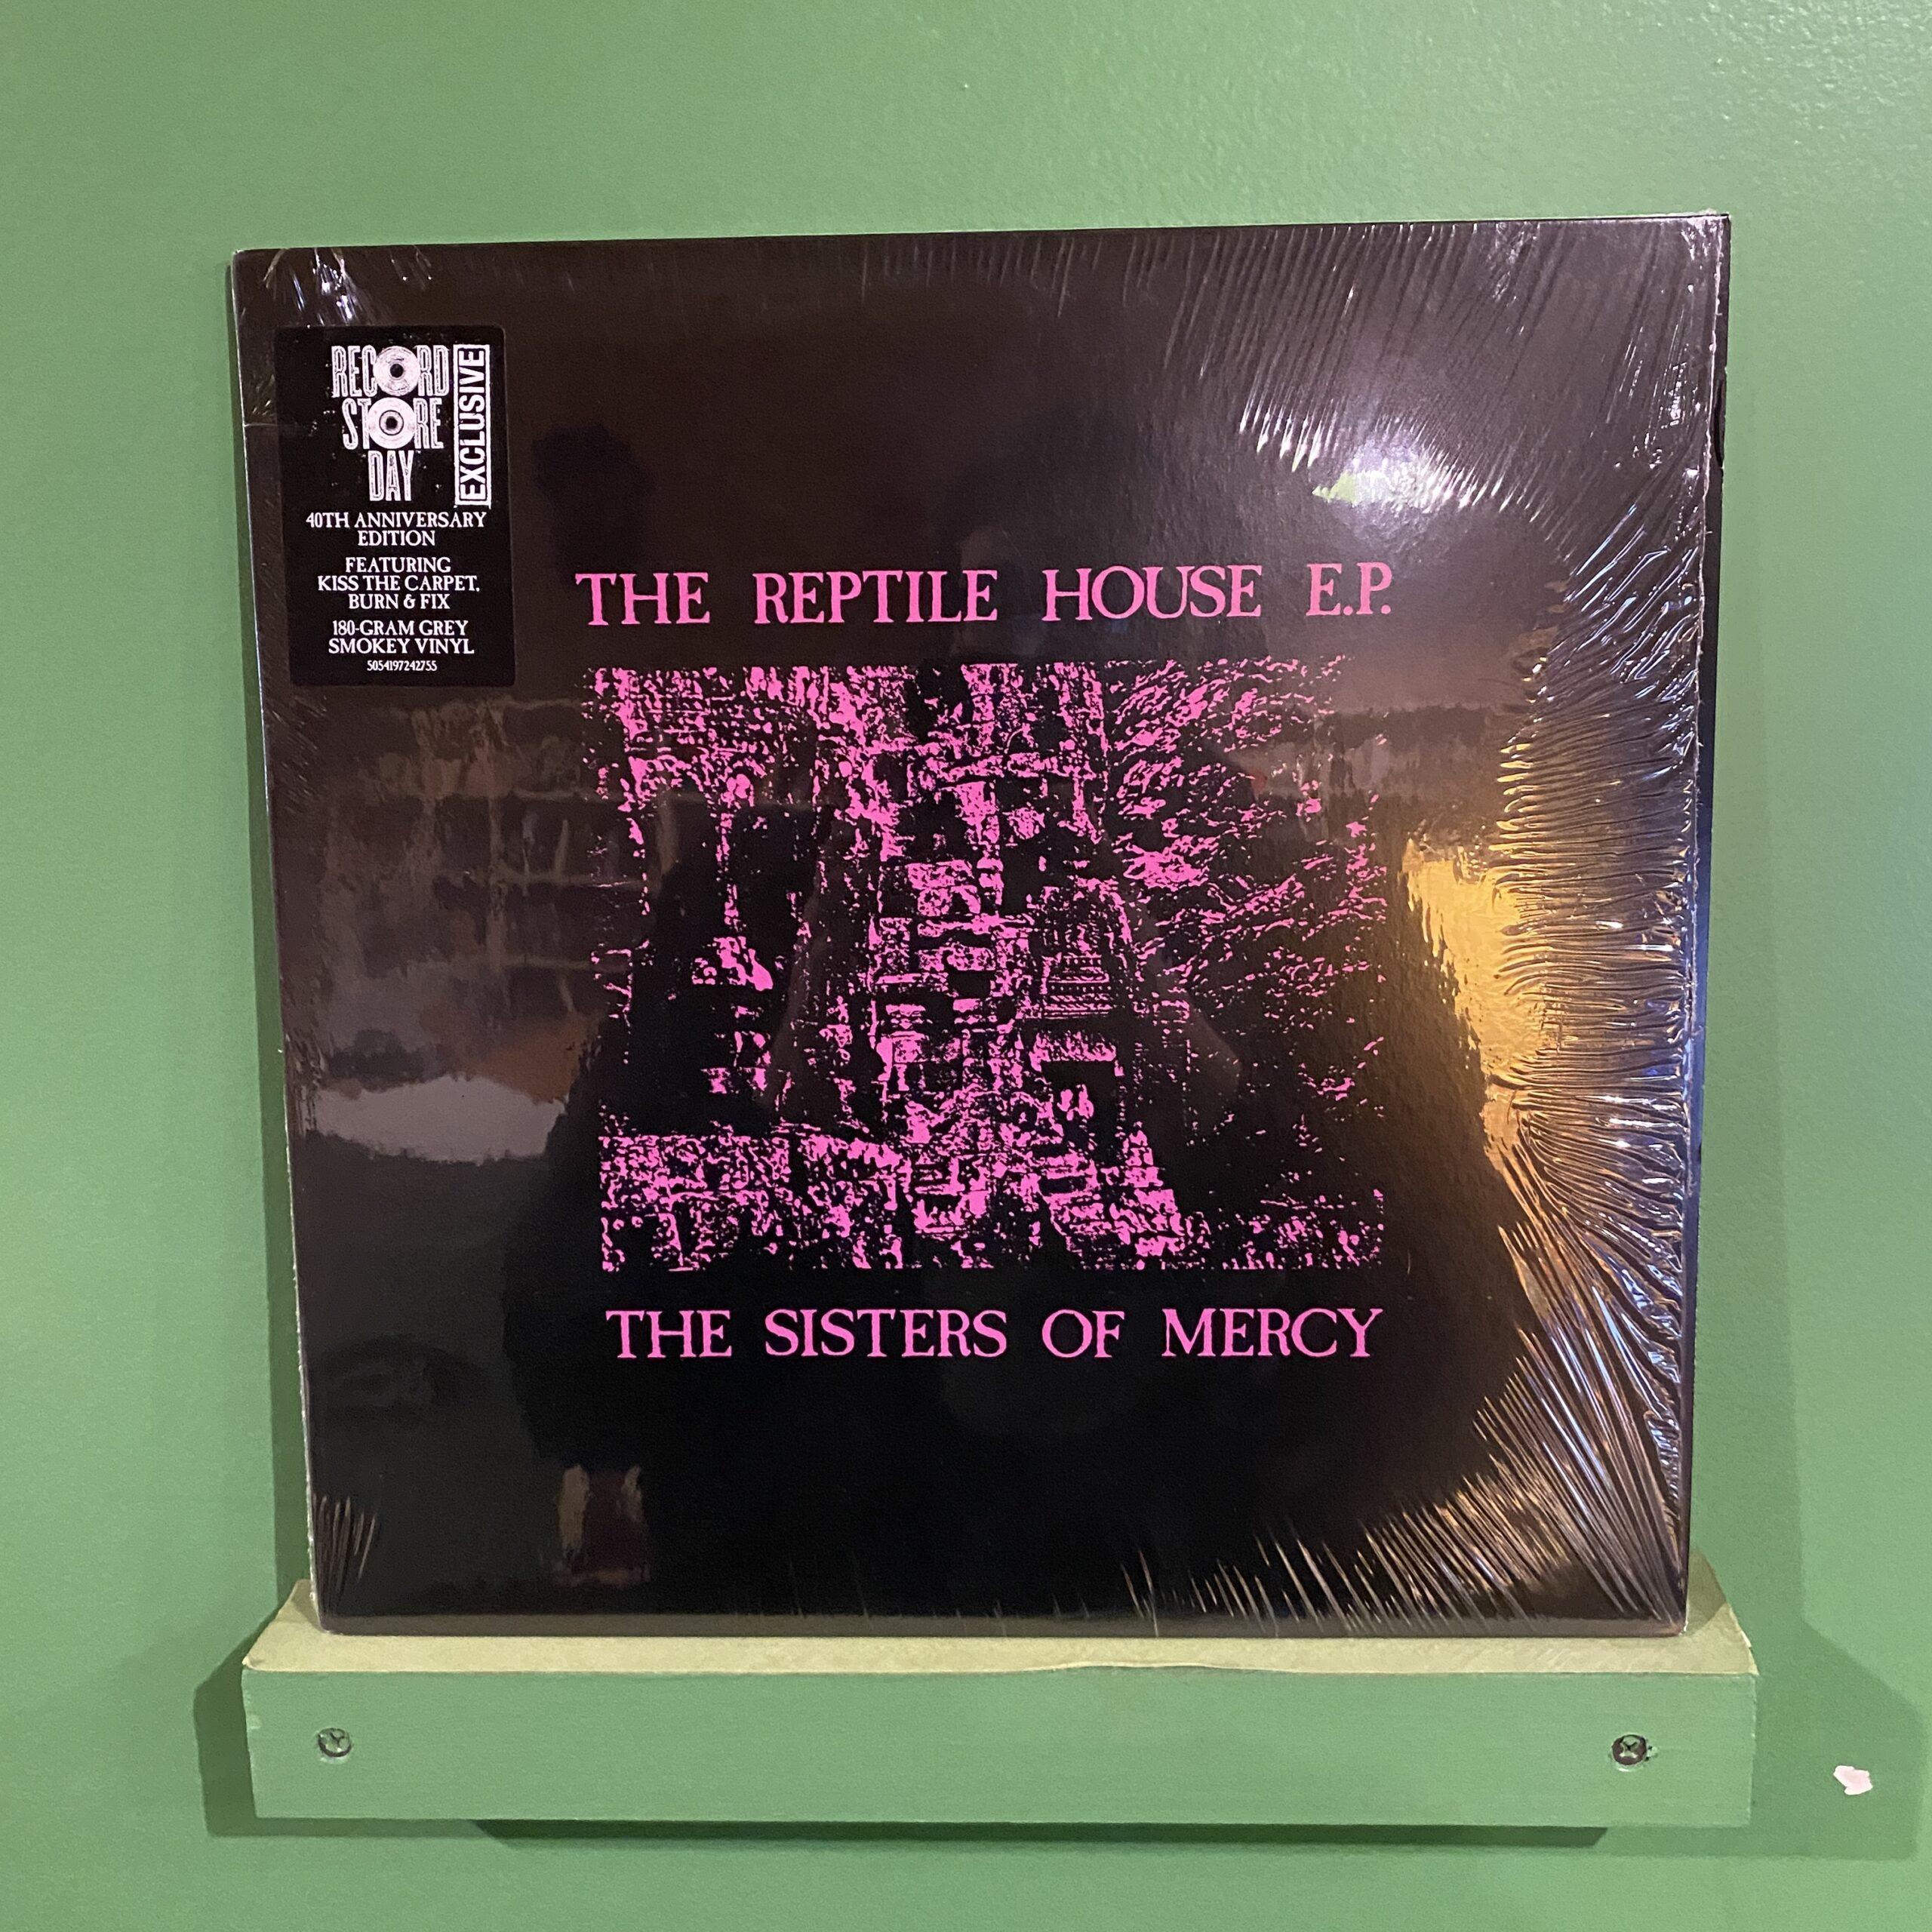 RECORD
STORE
DAY
EXCLUSIVE
40TH ANNIVERSARY
EDITION
FEATURING
KISS THE CARPET,
BURN & FIX
180-GRAM GREY
SMOKEY VINYL
5054197242755
THE REPTILE HOUSE E.P.
THE SISTERS OF MERCY